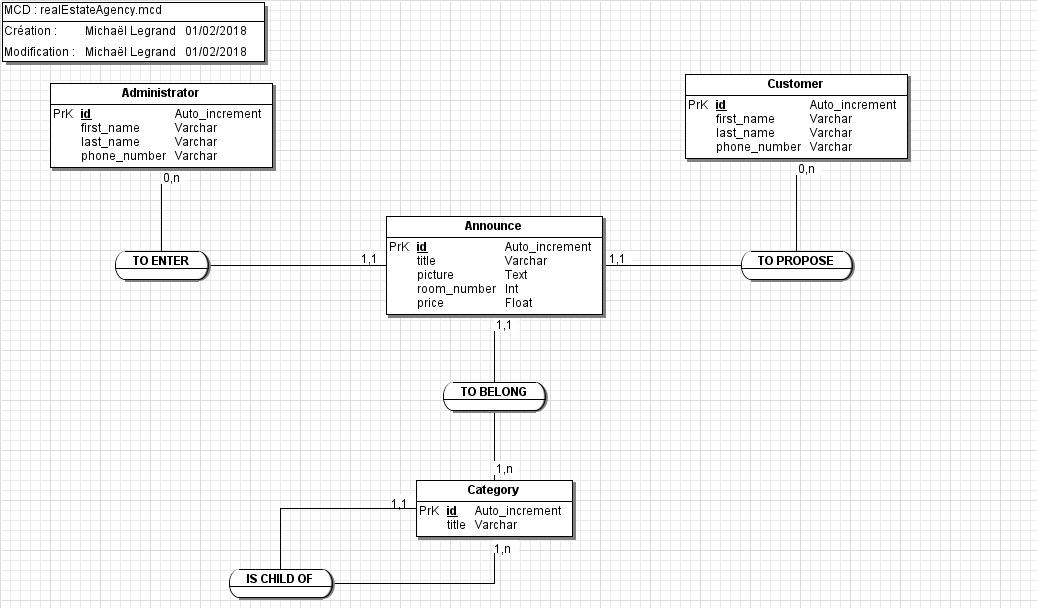 MCD : realEstateAgency.mcd
Création : Michaël Legrand 01/02/2018
Modification : Michaël Legrand 01/02/2018
Administrator
PrK id Auto_increment
first_name Varchar
last_name Varchar
phone_number Varchar
0,n
Customer
PrK id Auto_increment
first_name Varchar
last_name Varchar
phone_number Varchar
0,n
TO ENTER
1,1
Announce
PrK id Auto_increment
title Varchar
picture Text
room_number Int
price Float
1,1
TO PROPOSE
1,1
TO BELONG
1,n
Category
PrK id Auto_increment
title Varchar
1,1
1,n
IS CHILD OF